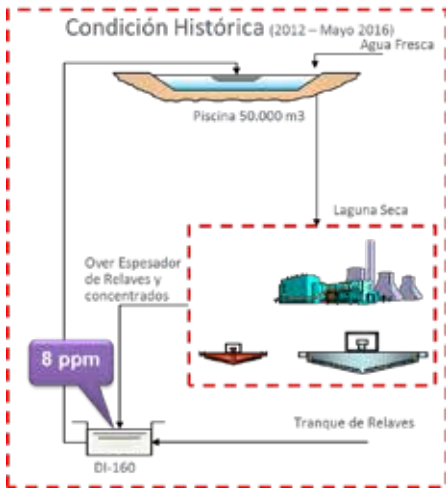 Condición Histórica (2012 – Mayo 2016)
Agua Fresca
Piscina 50.000 m3
Laguna Seca
Over Espesador
de Relaves y
concentrados
8 ppm
Tranque de Relaves
DI-160